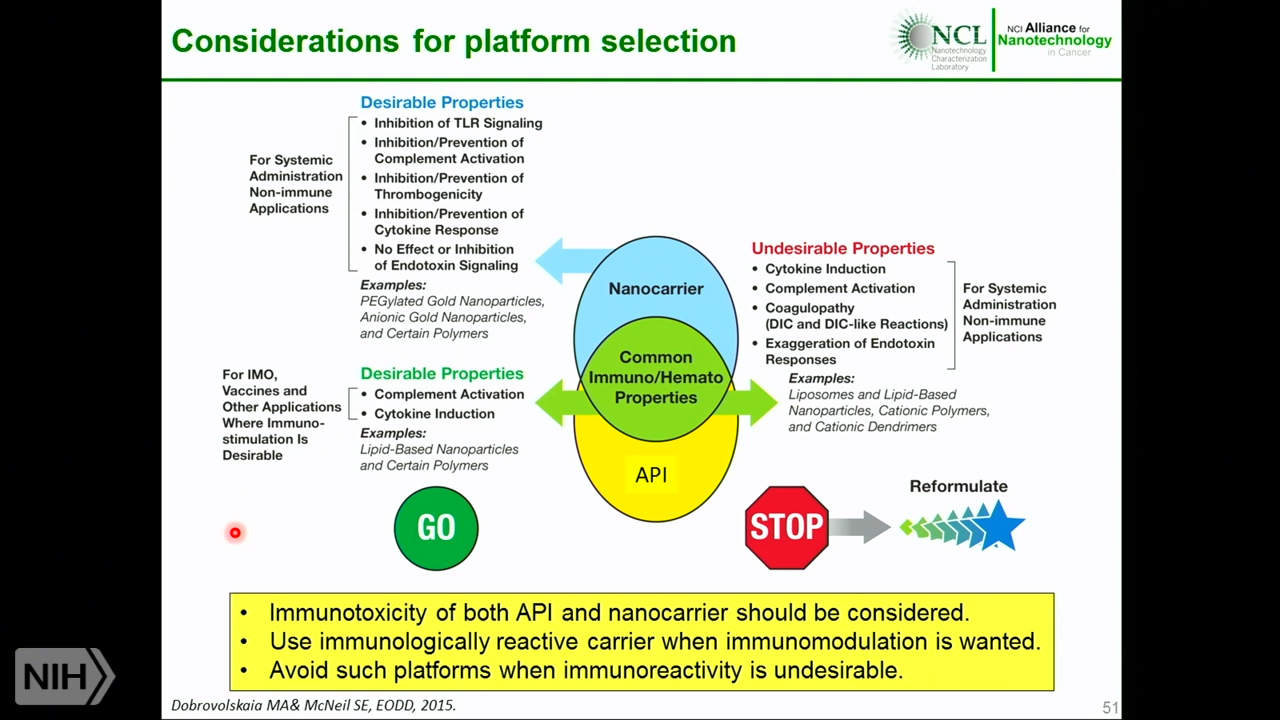 Considerations for platform selection
NCL
Nanotechnology
Characterization
Laboratory
NCI Alliance for
Nanotechnology
in Cancer
Desirable Properties
For Systemic
Administration
Non-immune
Applications
• Inhibition of TLR Signaling
• Inhibition/Prevention of
Complement Activation
• Inhibition/Prevention of
Thrombogenicity
• Inhibition/Prevention of
Cytokine Response
• No Effect or Inhibition
of Endotoxin Signaling
Examples:
PEGylated Gold Nanoparticles,
Anionic Gold Nanoparticles,
and Certain Polymers
Nanocarrier
Common
Immuno/Hemato
Properties
API
Undesirable Properties
• Cytokine Induction
• Complement Activation
• Coagulopathy
(DIC and DIC-like Reactions)
• Exaggeration of Endotoxin
Responses
For Systemic
Administration
Non-immune
Applications
Examples:
Liposomes and Lipid-Based
Nanoparticles, Cationic Polymers,
and Cationic Dendrimers
For IMO,
Vaccines and
Other Applications
Where Immuno-
stimulation Is
Desirable
Desirable Properties
• Complement Activation
• Cytokine Induction
Examples:
Lipid-Based Nanoparticles
and Certain Polymers
GO
STOP
Reformulate
• Immunotoxicity of both API and nanocarrier should be considered.
• Use immunologically reactive carrier when immunomodulation is wanted.
• Avoid such platforms when immunoreactivity is undesirable.
NIH
Dobrovolskaia MA& McNeil SE, EODD, 2015.
51